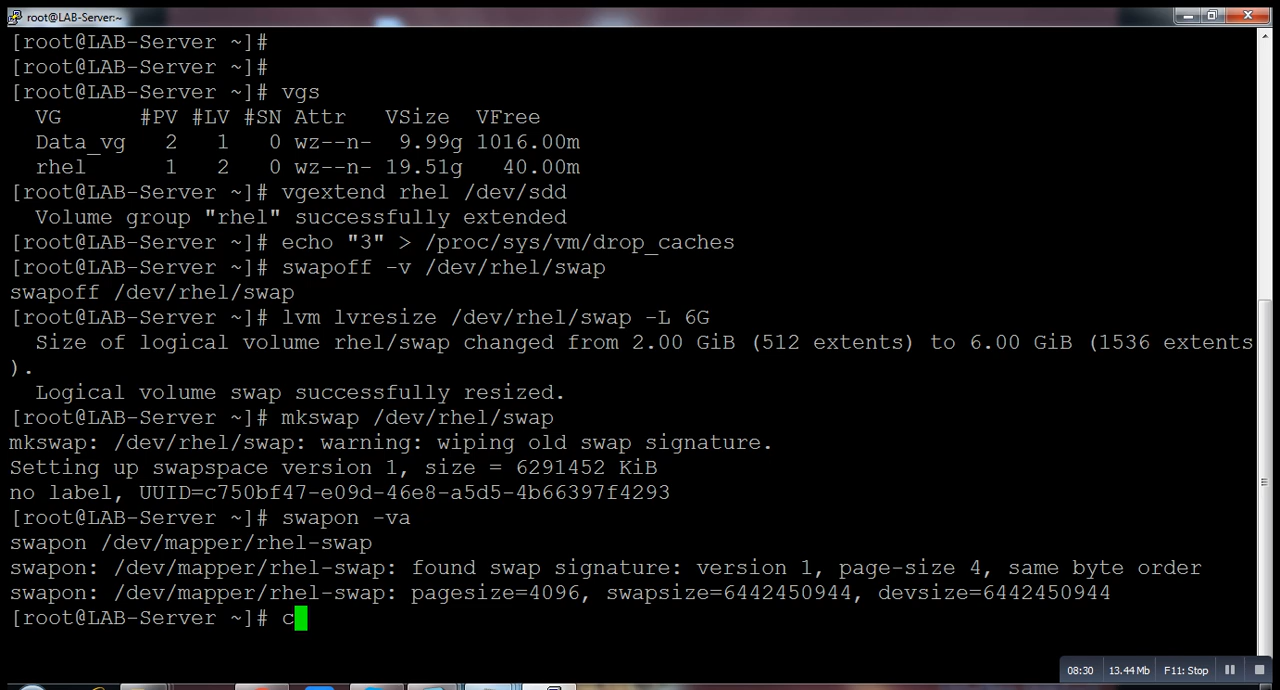 root@LAB-Server:~
[root@LAB-Server ~]#
[root@LAB-Server ~]#
[root@LAB-Server ~]# vgs
  VG      #PV #LV #SN Attr   VSize  VFree
  Data_vg   2   1   0 wz--n-  9.99g 1016.00m
  rhel      1   2   0 wz--n- 19.51g   40.00m
[root@LAB-Server ~]# vgextend rhel /dev/sdd
  Volume group "rhel" successfully extended
[root@LAB-Server ~]# echo "3" > /proc/sys/vm/drop_caches
[root@LAB-Server ~]# swapoff -v /dev/rhel/swap
swapoff /dev/rhel/swap
[root@LAB-Server ~]# lvm lvresize /dev/rhel/swap -L 6G
  Size of logical volume rhel/swap changed from 2.00 GiB (512 extents) to 6.00 GiB (1536 extents
).
  Logical volume swap successfully resized.
[root@LAB-Server ~]# mkswap /dev/rhel/swap
mkswap: /dev/rhel/swap: warning: wiping old swap signature.
Setting up swapspace version 1, size = 6291452 KiB
no label, UUID=c750bf47-e09d-46e8-a5d5-4b66397f4293
[root@LAB-Server ~]# swapon -va
swapon /dev/mapper/rhel-swap
swapon: /dev/mapper/rhel-swap: found swap signature: version 1, page-size 4, same byte order
swapon: /dev/mapper/rhel-swap: pagesize=4096, swapsize=6442450944, devsize=6442450944
[root@LAB-Server ~]# c
08:30 13.44 Mb F11: Stop